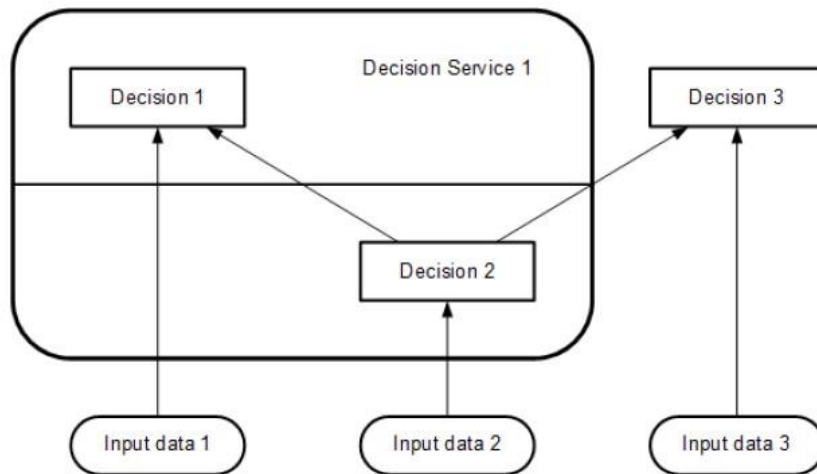 Decision Service 1
Decision 1
Decision 3
Decision 2
Input data 1
Input data 2
Input data 3